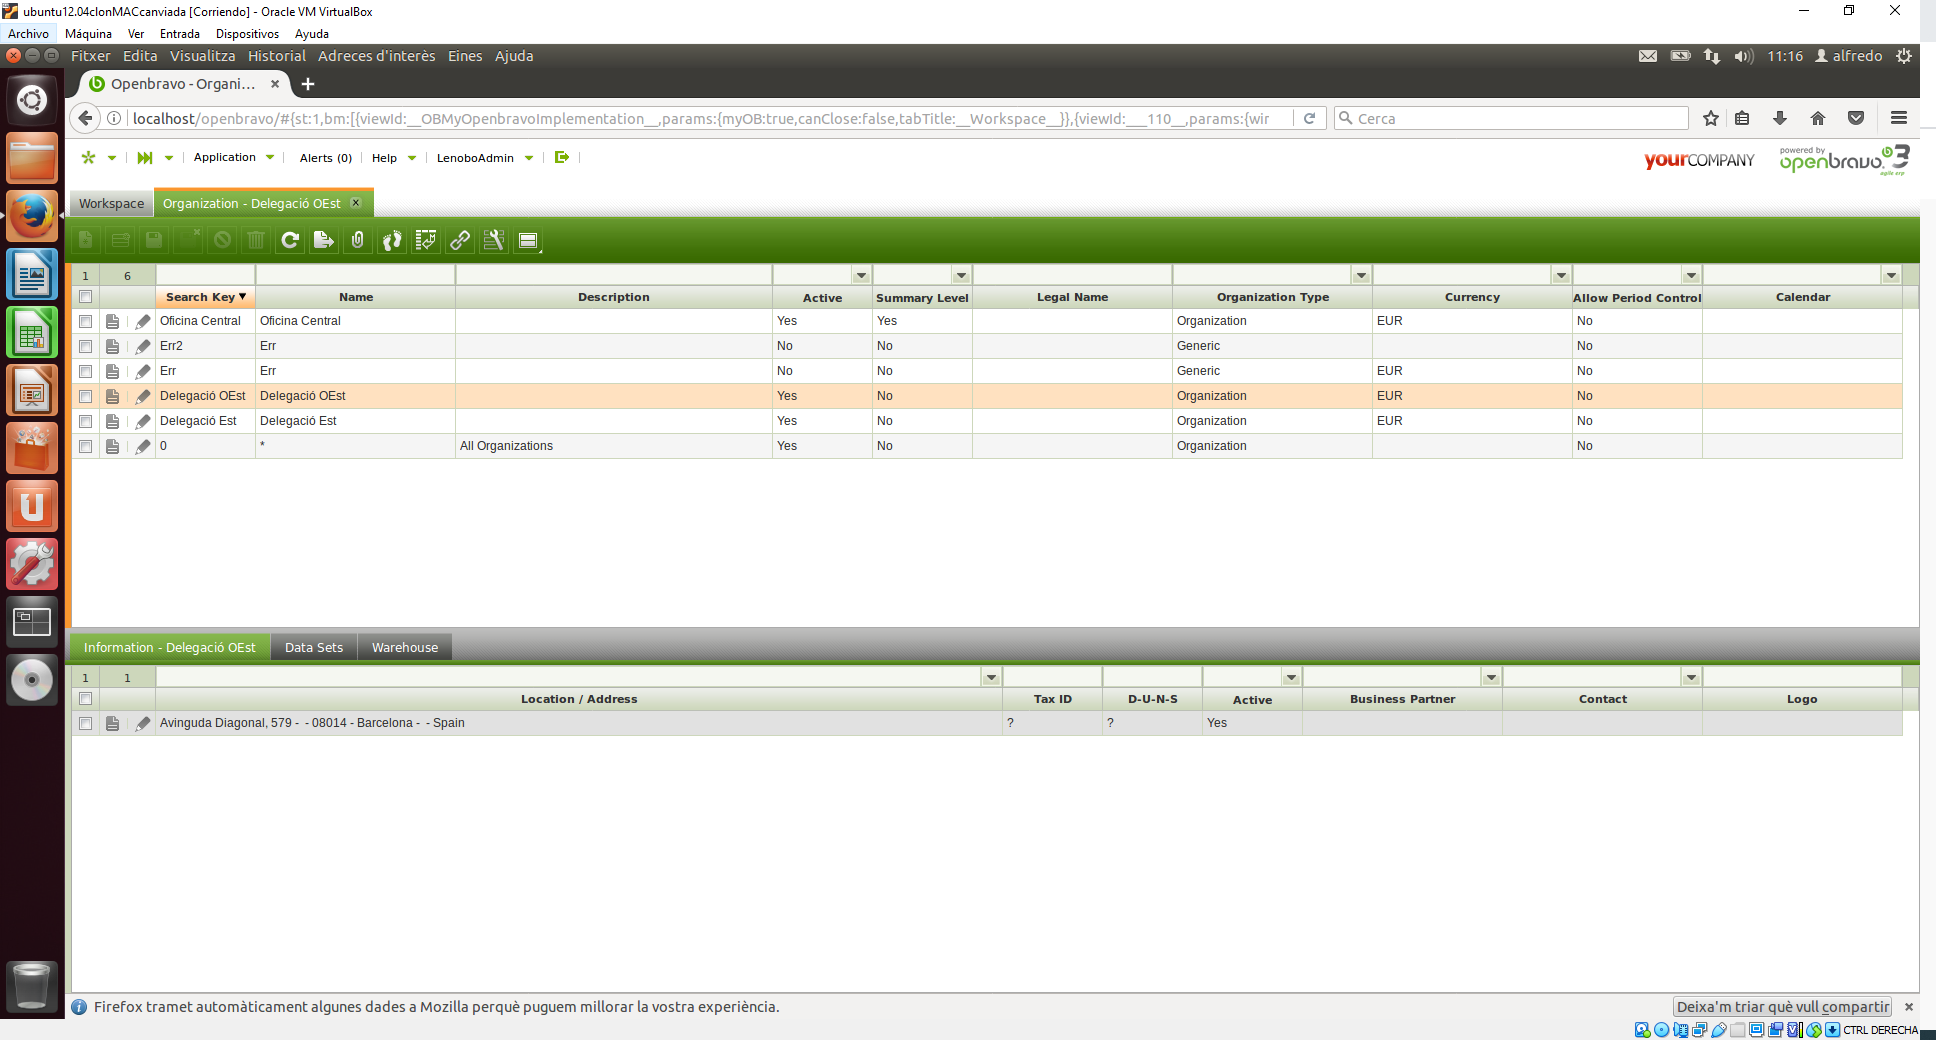 ubuntu12.04clonMACcanviada [Corriendo] - Oracle VM VirtualBox
Archivo Máquina Ver Entrada Dispositivos Ayuda
Fitxer Edita Visualitza Historial Adreces d'interès Eines Ajuda 11:16 alfredo
Openbravo - Organi...
localhost/openbravo/#{st:1,bm:[{viewId:__OBMyOpenbravoImplementation__,params:{myOB:true,canClose:false,tabTitle:__Workspace__}},{viewId:___110__,params:{wir Cerca
Application Alerts (0) Help LenoboAdmin yourCOMPANY powered by openbravo 3 agile erp
Workspace Organization - Delegació OEst x
1 6
Search Key Name Description Active Summary Level Legal Name Organization Type Currency Allow Period Control Calendar
Oficina Central Oficina Central Yes Yes Organization EUR No
Err2 Err No No Generic No
Err Err No No Generic EUR No
Delegació OEst Delegació OEst Yes No Organization EUR No
Delegació Est Delegació Est Yes No Organization EUR No
0 * All Organizations Yes No Organization No
Information - Delegació OEst Data Sets Warehouse
1 1
Location / Address Tax ID D-U-N-S Active Business Partner Contact Logo
Avinguda Diagonal, 579 - - 08014 - Barcelona - - Spain ? ? Yes
Firefox tramet automàticament algunes dades a Mozilla perquè puguem millorar la vostra experiència. Deixa'm triar què vull compartir
CTRL DERECHA